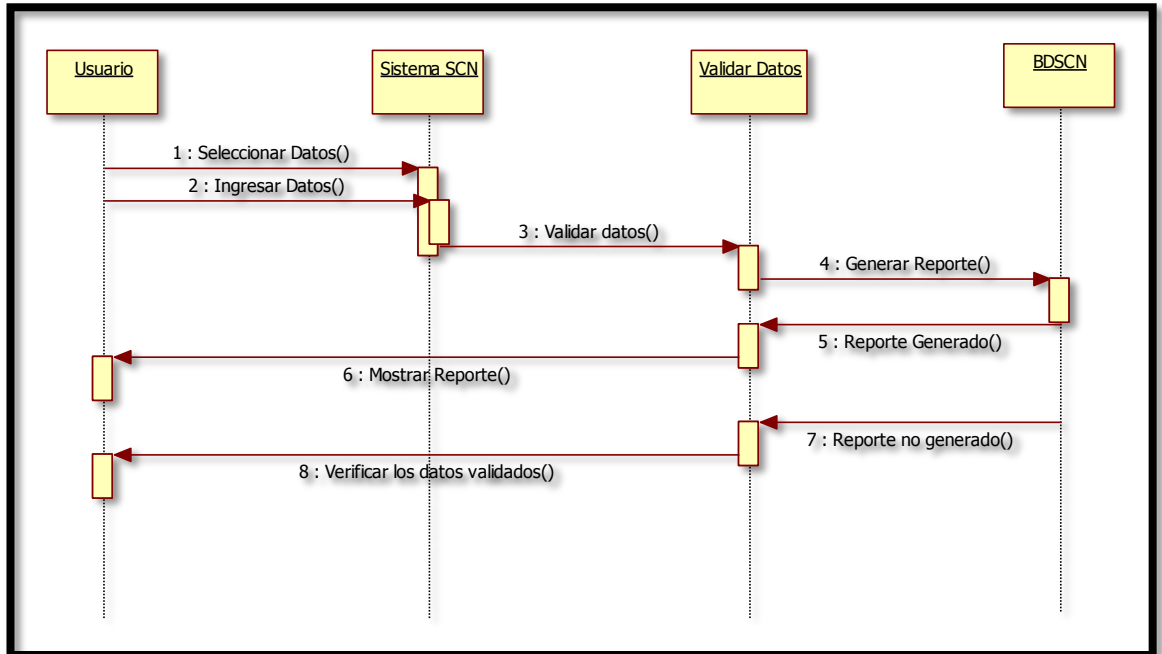 Usuario
Sistema SCN
Validar Datos
BDSCN
1 : Seleccionar Datos()
2 : Ingresar Datos()
3 : Validar datos()
4 : Generar Reporte()
5 : Reporte Generado()
6 : Mostrar Reporte()
7 : Reporte no generado()
8 : Verificar los datos validados()